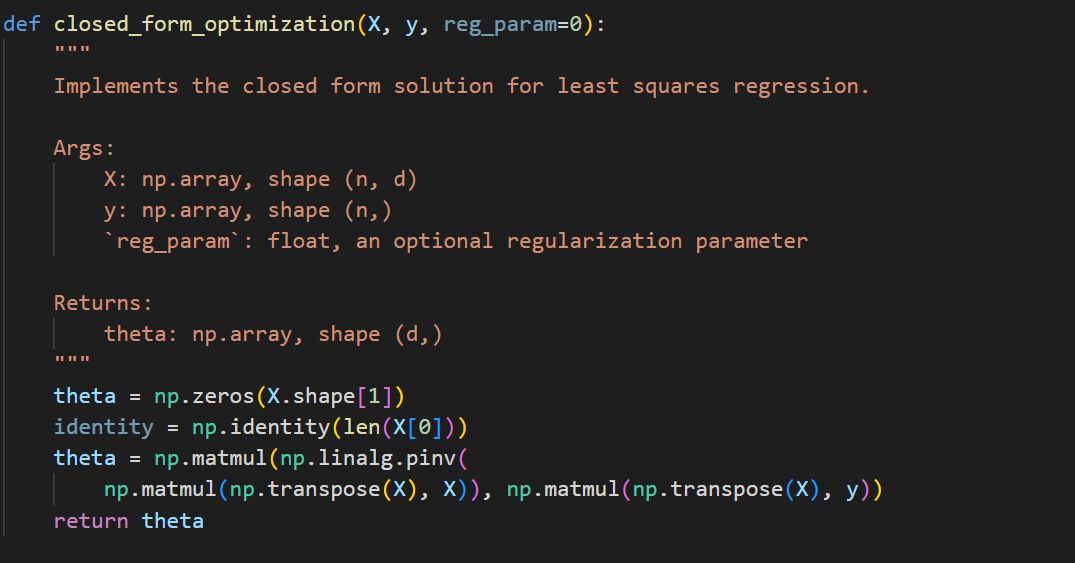 def closed_form_optimization(X, y, reg_param=0):
    """
    Implements the closed form solution for least squares regression.

    Args:
        X: np.array, shape (n, d)
        y: np.array, shape (n,)
        `reg_param`: float, an optional regularization parameter

    Returns:
        theta: np.array, shape (d,)
    """
    theta = np.zeros(X.shape[1])
    identity = np.identity(len(X[0]))
    theta = np.matmul(np.linalg.pinv(
        np.matmul(np.transpose(X), X)), np.matmul(np.transpose(X), y))
    return theta